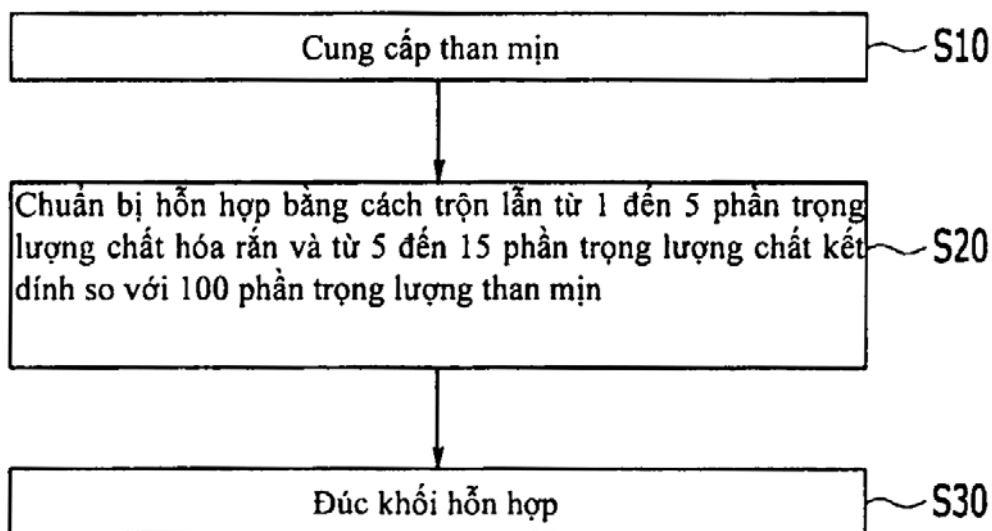 Cung cấp than mịn S10
Chuẩn bị hỗn hợp bằng cách trộn lẫn từ 1 đến 5 phần trọng
lượng chất hóa rắn và từ 5 đến 15 phần trọng lượng chất kết S20
dính so với 100 phần trọng lượng than mịn
Đúc khối hỗn hợp S30